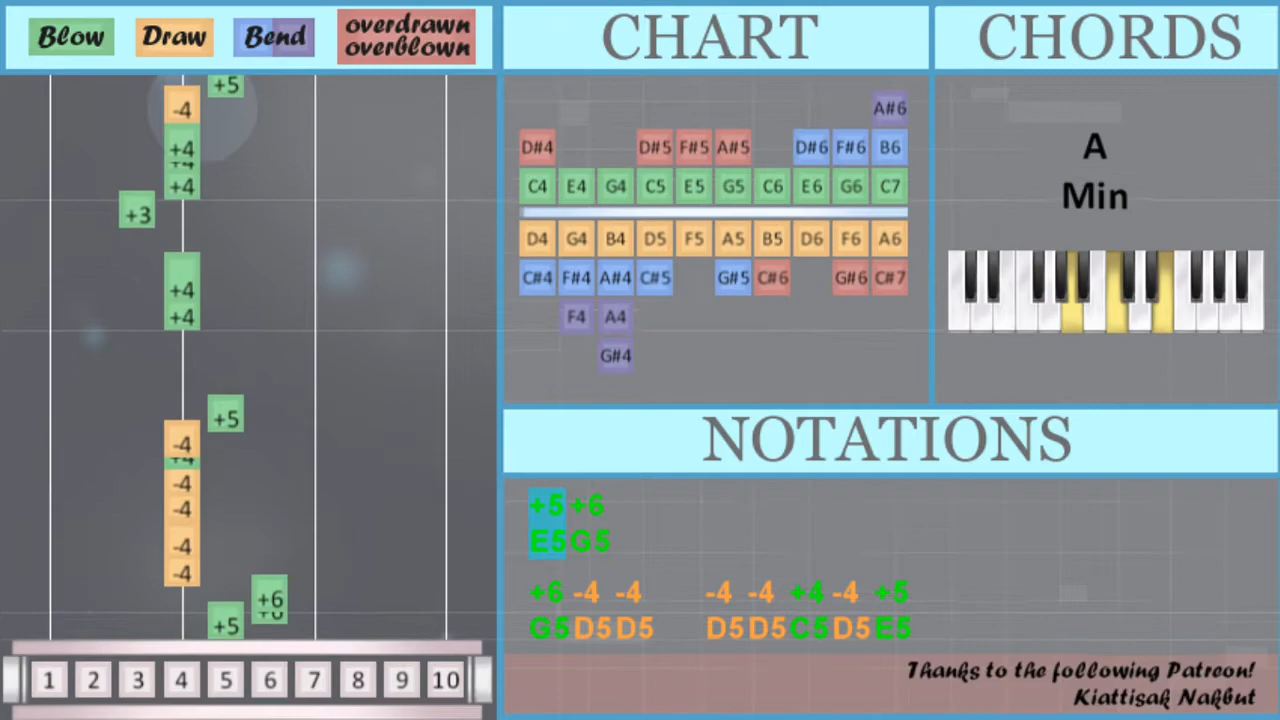 Blow Draw Bend overdrawn
overblown
CHART
CHORDS
+5
-4
+4
+4
+4
+3
+4
+4
+5
-4
+4
-4
-4
-4
-4
+6
+6
+5
1 2 3 4 5 6 7 8 9 10
A#6
D#4 D#5 F#5 A#5 D#6 F#6 B6
C4 E4 G4 C5 E5 G5 C6 E6 G6 C7
D4 G4 B4 D5 F5 A5 B5 D6 F6 A6
C#4 F#4 A#4 C#5 G#5 C#6 G#6 C#7
F4 A4
G#4
A
Min
NOTATIONS
+5 +6
E5 G5
+6 -4 -4 -4 -4 +4 -4 +5
G5 D5 D5 D5 D5 C5 D5 E5
Thanks to the following Patreon!
Kiattisak Nakbut